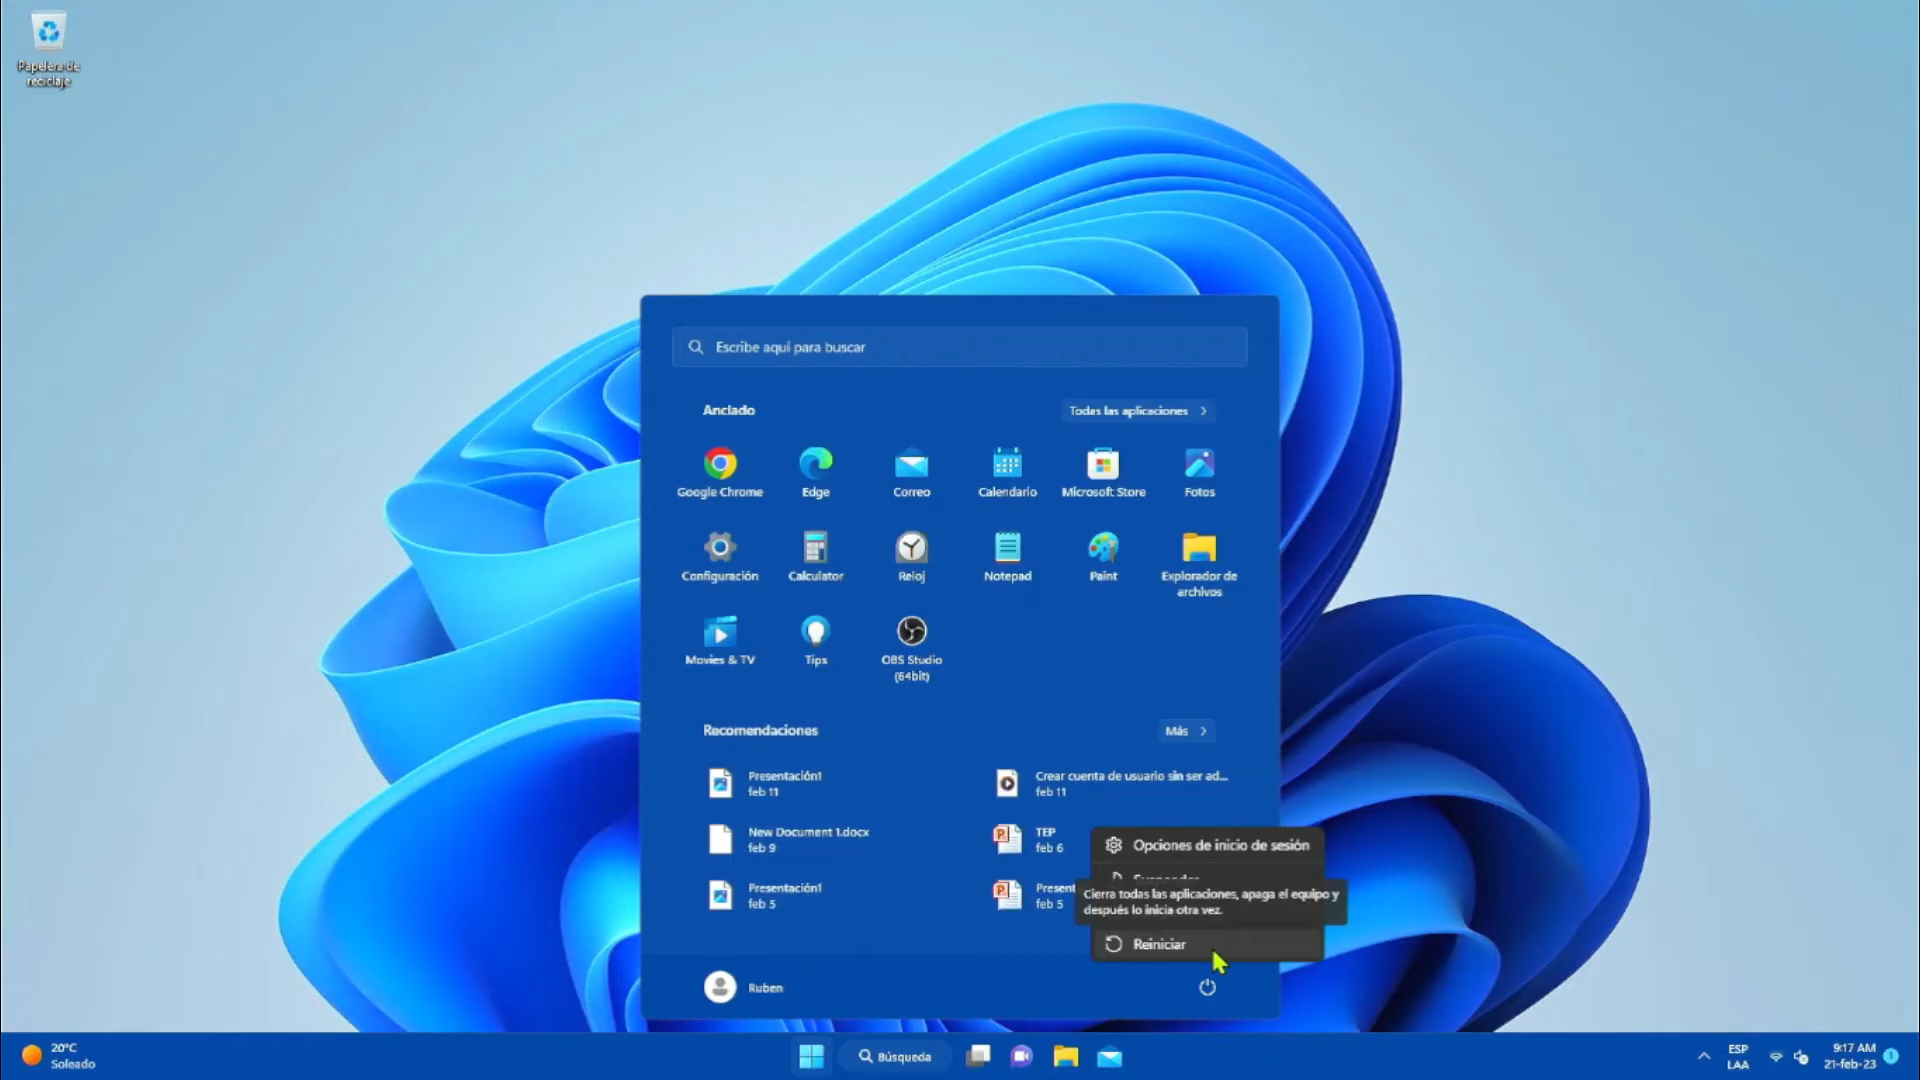 Papelera de
reciclaje
Escribe aquí para buscar
Anclado
Todas las aplicaciones
Google Chrome
Edge
Correo
Calendario
Microsoft Store
Fotos
Configuración
Calculator
Reloj
Notepad
Paint
Explorador de
archivos
Movies & TV
Tips
OBS Studio
(64bit)
Recomendaciones
Más
Presentación1
feb 11
Crear cuenta de usuario sin ser ad...
feb 11
New Document 1.docx
feb 9
TEP
feb 6
Presentación1
feb 5
Present
feb 5
Opciones de inicio de sesión
Suspender
Cierra todas las aplicaciones, apaga el equipo y
después lo inicia otra vez.
Reiniciar
Ruben
20°C
Soleado
Búsqueda
ESP
LAA
9:17 AM
21-feb-23
1